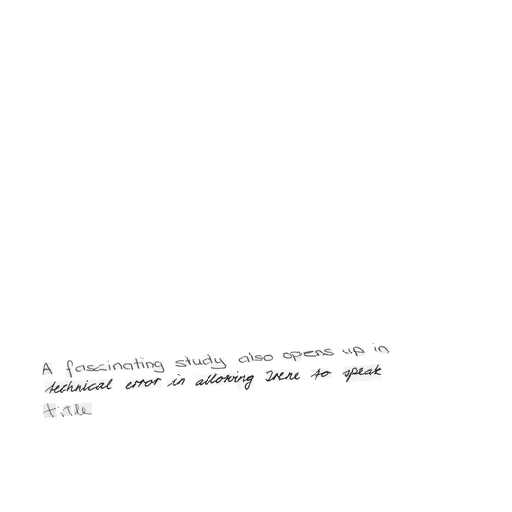 A fascinating study also opens up in
technical error in allowing Irene to speak
title